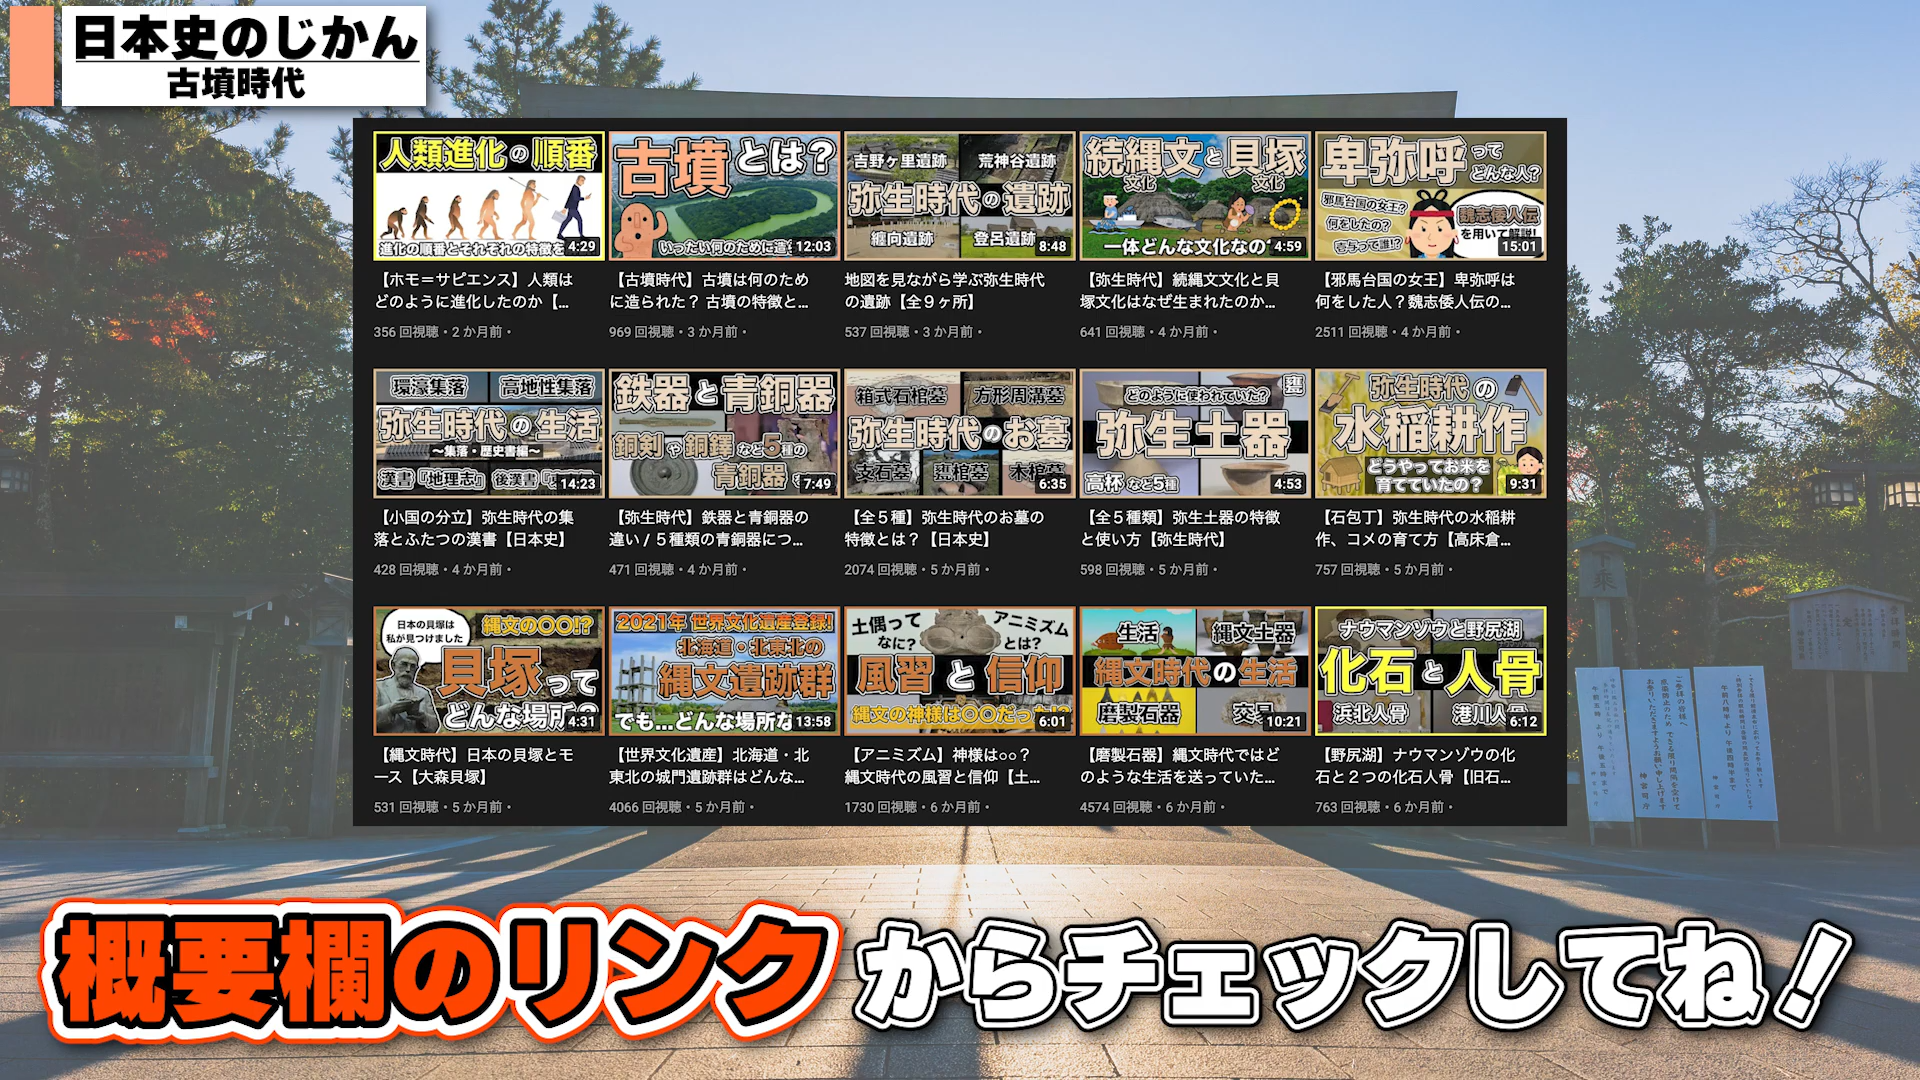 日本史のじかん
古墳時代
人類進化の順番
進化の順番とそれぞれの特徴を
4:29
【ホモ＝サピエンス】人類は
どのように進化したのか【...
356 回視聴・2 か月前・
古墳とは？
いったい何のために造
12:03
【古墳時代】古墳は何のため
に造られた？ 古墳の特徴と...
969 回視聴・3 か月前・
吉野ヶ里遺跡 荒神谷遺跡
弥生時代の遺跡
纏向遺跡 登呂遺跡
8:48
地図を見ながら学ぶ弥生時代
の遺跡【全９ヶ所】
537 回視聴・3 か月前・
続縄文と貝塚
文化 文化
一体どんな文化なの
4:59
【弥生時代】続縄文文化と貝
塚文化はなぜ生まれたのか...
641 回視聴・4 か月前・
卑弥呼って
どんな人?
邪馬台国の女王?
何をしたの?
壱与って誰!?
魏志倭人伝
を用いて解説!
15:01
【邪馬台国の女王】卑弥呼は
何をした人？魏志倭人伝の...
2511 回視聴・4 か月前・
環濠集落 高地性集落
弥生時代の生活
～集落・歴史書編～
漢書『地理志』 後漢書『
14:23
【小国の分立】弥生時代の集
落とふたつの漢書【日本史】
428 回視聴・4 か月前・
鉄器と青銅器
銅剣や銅鐸など5種の
青銅器
7:49
【弥生時代】鉄器と青銅器の
違い / ５種類の青銅器につ...
471 回視聴・4 か月前・
箱式石棺墓 方形周溝墓
弥生時代のお墓
支石墓 甕棺墓 木棺墓
6:35
【全５種】弥生時代のお墓の
特徴とは？【日本史】
2074 回視聴・5 か月前・
どのように使われていた?
甕
弥生土器
高杯など5種
4:53
【全５種類】弥生土器の特徴
と使い方【弥生時代】
598 回視聴・5 か月前・
弥生時代の
水稲耕作
どうやってお米を
育てていたの？
9:31
【石包丁】弥生時代の水稲耕
作、コメの育て方【高床倉...
757 回視聴・5 か月前・
日本の貝塚は
私が見つけました
縄文の〇〇!?
貝塚って
どんな場所?
4:31
【縄文時代】日本の貝塚とモ
ース【大森貝塚】
531 回視聴・5 か月前・
2021年 世界文化遺産登録!
北海道・北東北の
縄文遺跡群
でも...どんな場所な
13:58
【世界文化遺産】北海道・北
東北の城門遺跡群はどんな...
4066 回視聴・5 か月前・
土偶って
なに?
アニミズム
とは?
風習と信仰
縄文の神様は〇〇だった!?
6:01
【アニミズム】神様は○○？
縄文時代の風習と信仰【土...
1730 回視聴・6 か月前・
生活 縄文土器
縄文時代の生活
磨製石器 交易
10:21
【磨製石器】縄文時代ではど
のような生活を送っていた...
4574 回視聴・6 か月前・
ナウマンゾウと野尻湖
化石と人骨
浜北人骨 港川人骨
6:12
【野尻湖】ナウマンゾウの化
石と２つの化石人骨【旧石...
763 回視聴・6 か月前・
概要欄のリンクからチェックしてね！